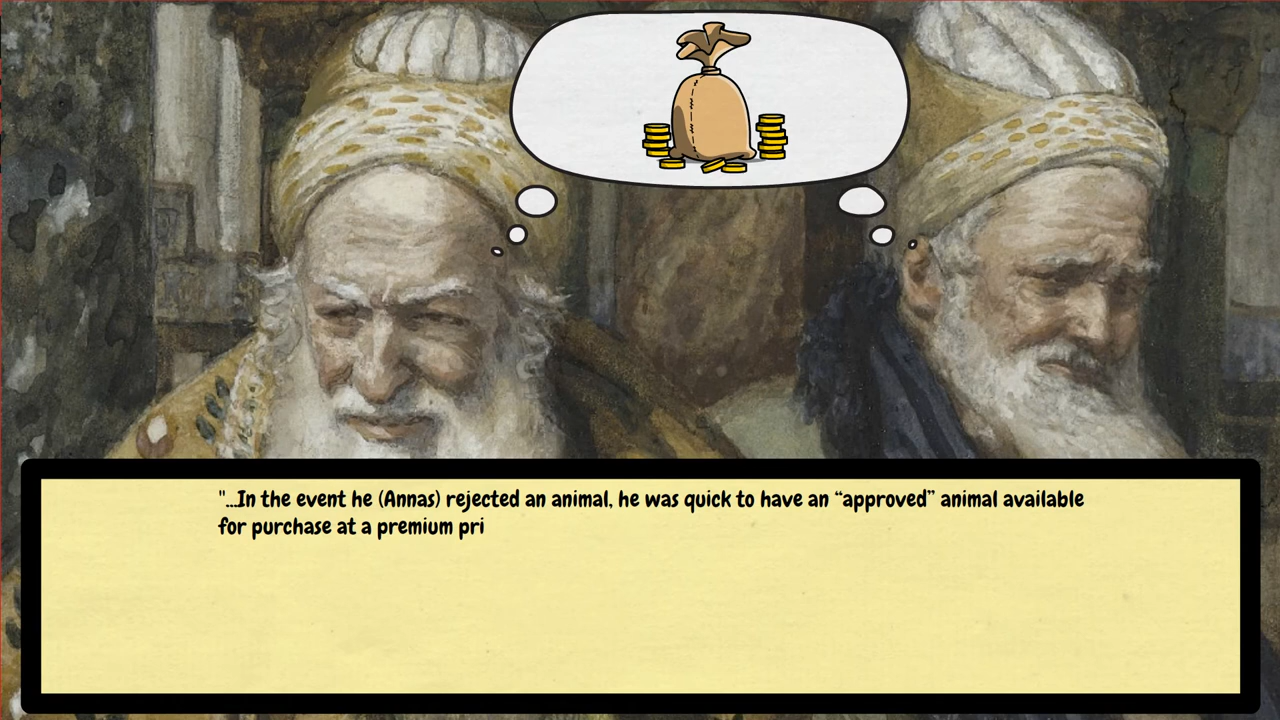 "...In the event he (Annas) rejected an animal, he was quick to have an “approved” animal available
for purchase at a premium pri